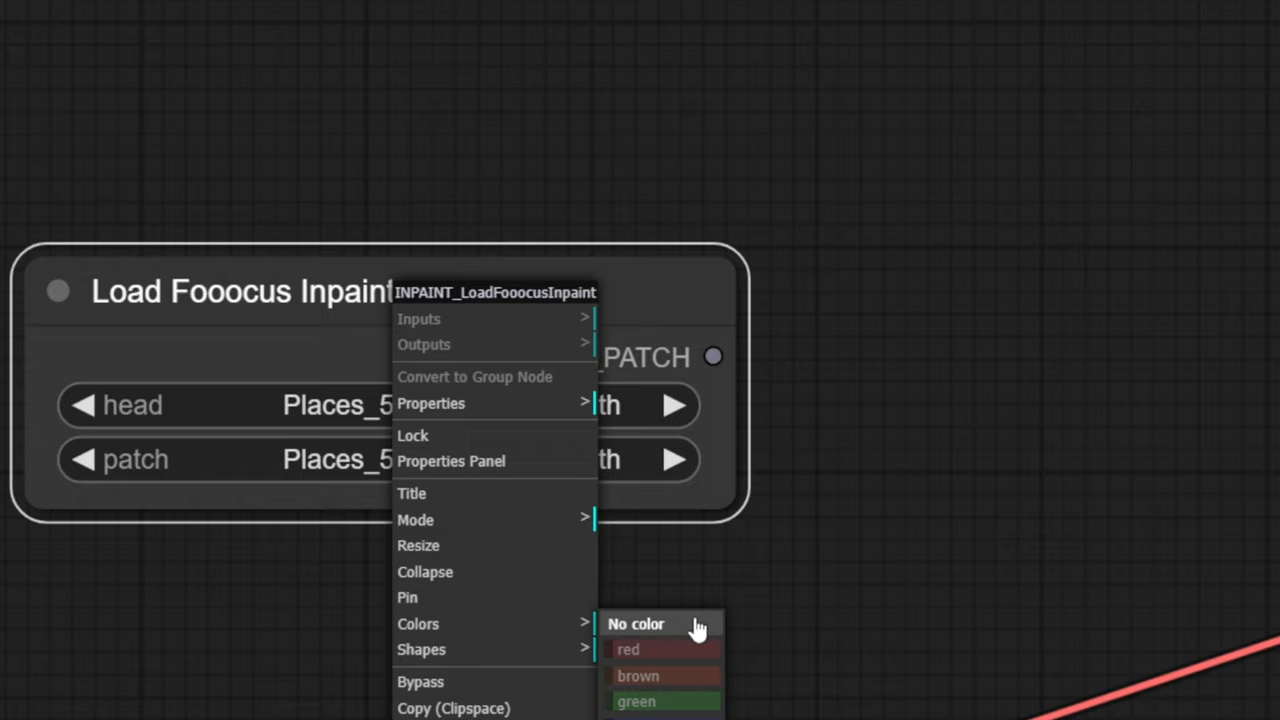 Load Fooocus Inpaint
INPAINT_LoadFooocusInpaint
Inputs >
Outputs >
_PATCH
Convert to Group Node
Properties >
head Places_5 th
Lock
patch Places_5 th
Properties Panel
Title
Mode >
Resize
Collapse
Pin
Colors >
No color
Shapes >
red
brown
Bypass
green
Copy (Clipspace)